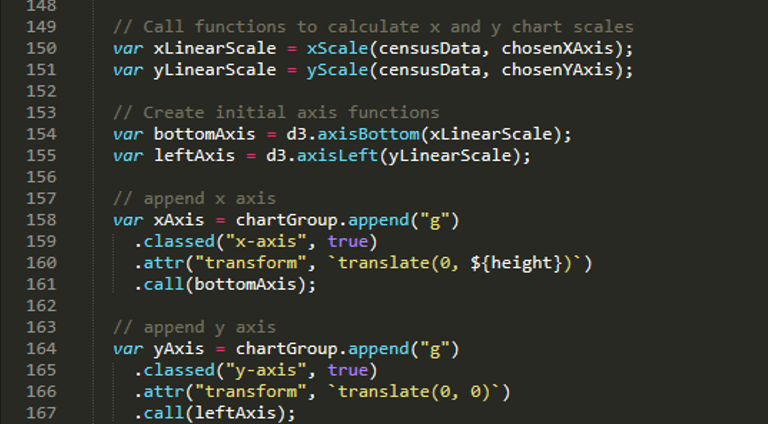 148
149 // Call functions to calculate x and y chart scales
150 var xLinearScale = xScale(censusData, chosenXAxis);
151 var yLinearScale = yScale(censusData, chosenYAxis);
152
153 // Create initial axis functions
154 var bottomAxis = d3.axisBottom(xLinearScale);
155 var leftAxis = d3.axisLeft(yLinearScale);
156
157 // append x axis
158 var xAxis = chartGroup.append("g")
159 .classed("x-axis", true)
160 .attr("transform", `translate(0, ${height})`)
161 .call(bottomAxis);
162
163 // append y axis
164 var yAxis = chartGroup.append("g")
165 .classed("y-axis", true)
166 .attr("transform", `translate(0, 0)`)
167 .call(leftAxis);